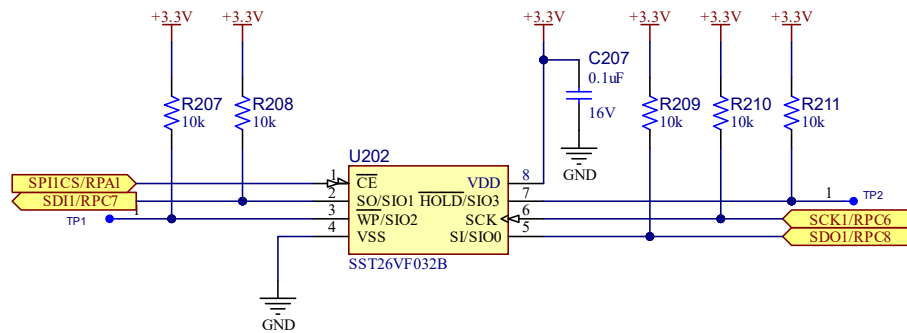 +3.3V +3.3V +3.3V +3.3V +3.3V +3.3V
C207
0.1uF
16V
R207
10k
R208
10k
R209
10k
R210
10k
R211
10k
GND
U202
SPI1CS/RPA1 1 CE VDD 8
SDI1/RPC7 2 SO/SIO1 HOLD/SIO3 7 1 TP2
TP1 1 3 WP/SIO2 SCK 6 SCK1/RPC6
4 VSS SI/SIO0 5 SDO1/RPC8
SST26VF032B
GND